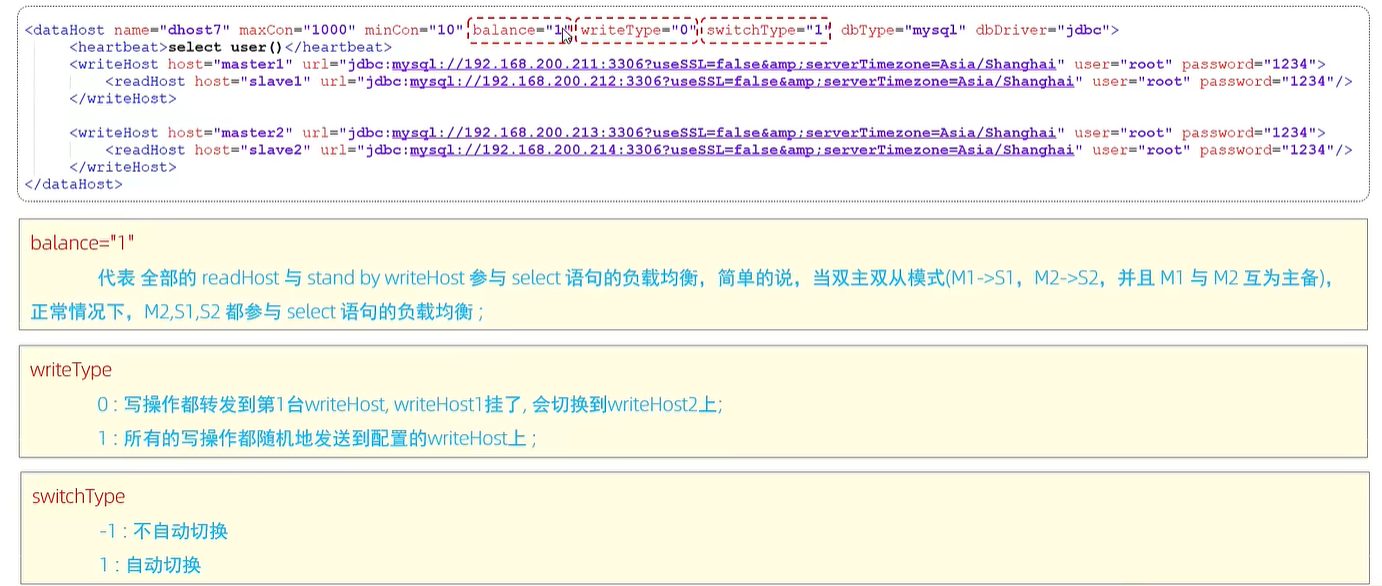 <dataHost name="dhost7" maxCon="1000" minCon="10" balance="1" writeType="0" switchType="1" dbType="mysql" dbDriver="jdbc">
<heartbeat>select user()</heartbeat>
<writeHost host="master1" url="jdbc:mysql://192.168.200.211:3306?useSSL=false&amp;serverTimezone=Asia/Shanghai" user="root" password="1234">
<readHost host="slave1" url="jdbc:mysql://192.168.200.212:3306?useSSL=false&amp;serverTimezone=Asia/Shanghai" user="root" password="1234"/>
</writeHost>
<writeHost host="master2" url="jdbc:mysql://192.168.200.213:3306?useSSL=false&amp;serverTimezone=Asia/Shanghai" user="root" password="1234">
<readHost host="slave2" url="jdbc:mysql://192.168.200.214:3306?useSSL=false&amp;serverTimezone=Asia/Shanghai" user="root" password="1234"/>
</writeHost>
</dataHost>
balance="1"
代表 全部的 readHost 与 stand by writeHost 参与 select 语句的负载均衡，简单的说，当双主双从模式(M1->S1，M2->S2，并且 M1 与 M2 互为主备)，
正常情况下，M2,S1,S2 都参与 select 语句的负载均衡 ;
writeType
0 : 写操作都转发到第1台writeHost, writeHost1挂了, 会切换到writeHost2上;
1 : 所有的写操作都随机地发送到配置的writeHost上 ;
switchType
-1 : 不自动切换
1 : 自动切换